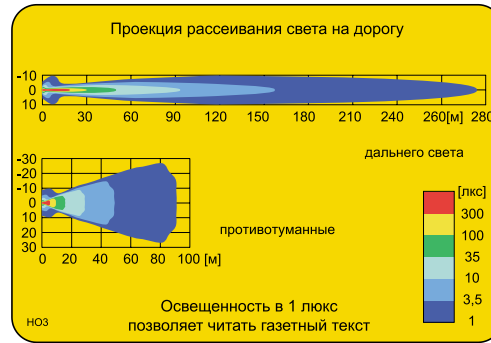 Проекция рассеивания света на дорогу
-10
0
10
0 30 60 90 120 150 180 210 240 260 [м] 280
дальнего света
-30
-20
-10
0
10
20
30
0 20 40 60 80 100 [м]
противотуманные
[лкс]
300
100
35
10
3,5
1
Освещенность в 1 люкс
позволяет читать газетный текст
HO3